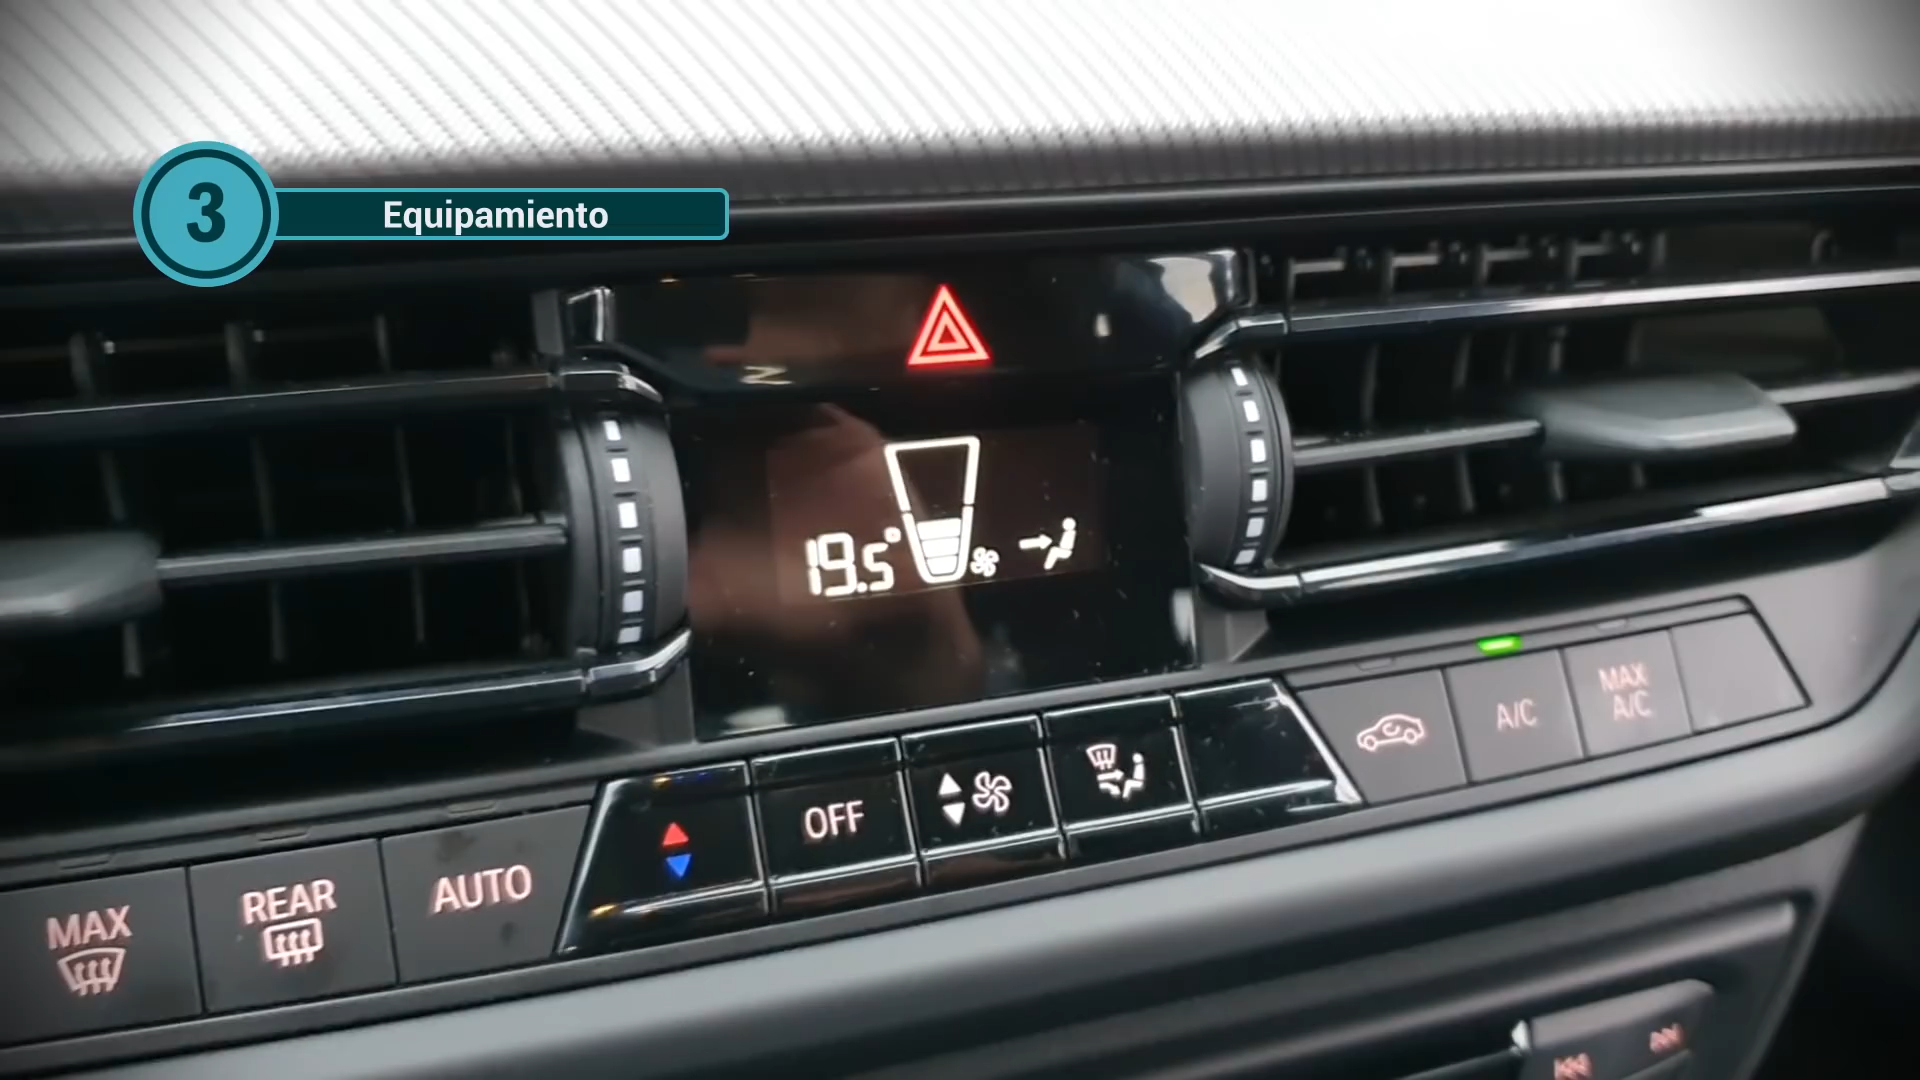 3
Equipamiento
19.5°
MAX
A/C
A/C
OFF
AUTO
REAR
MAX